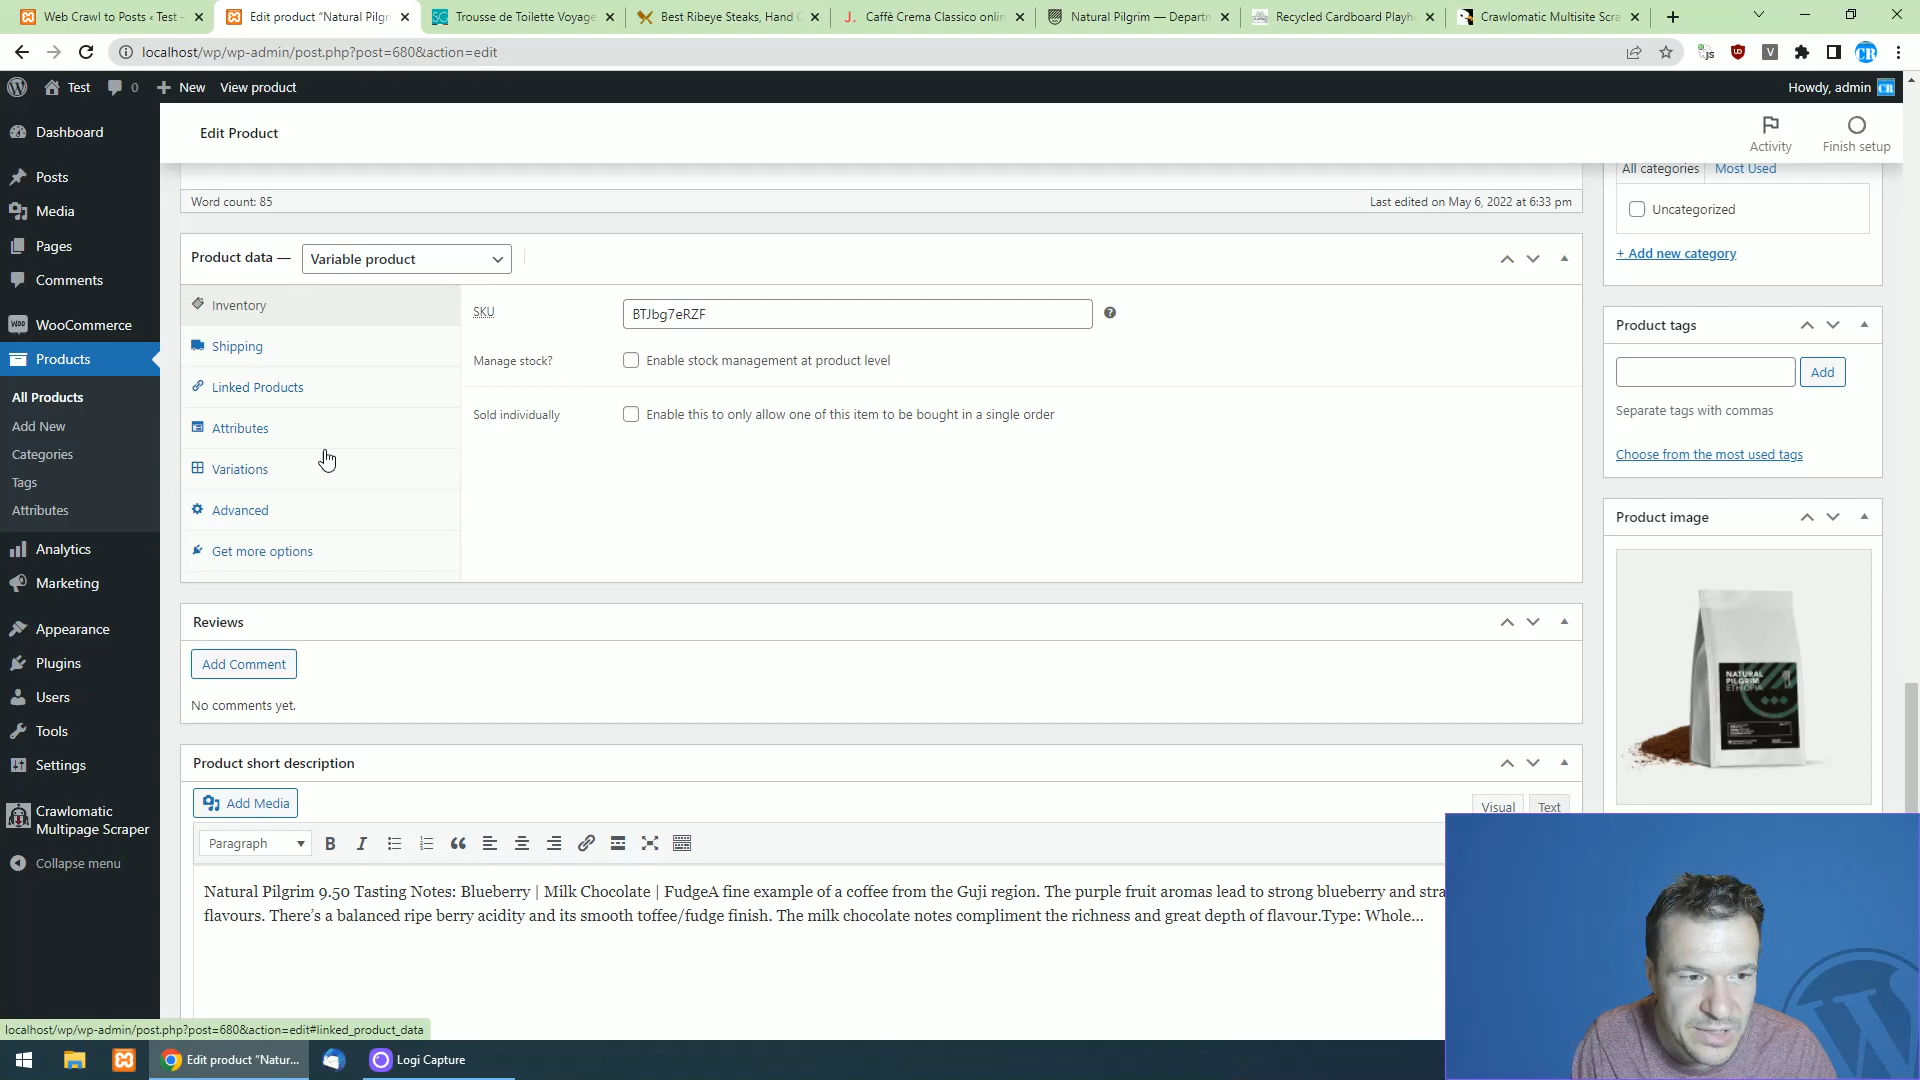 Web Crawl to Posts ‹ Test –
Edit product "Natural Pilgri
Trousse de Toilette Voyage
Best Ribeye Steaks, Hand C
Caffè Crema Classico onlin
Natural Pilgrim — Departn
Recycled Cardboard Playh
Crawlomatic Multisite Scra
localhost/wp/wp-admin/post.php?post=680&action=edit
Test
0
New
View product
Howdy, admin
Dashboard
Posts
Media
Pages
Comments
WooCommerce
Products
All Products
Add New
Categories
Tags
Attributes
Analytics
Marketing
Appearance
Plugins
Users
Tools
Settings
Crawlomatic
Multipage Scraper
Collapse menu
Edit Product
Activity
Finish setup
Word count: 85
Last edited on May 6, 2022 at 6:33 pm
Product data —
Variable product
Inventory
Shipping
Linked Products
Attributes
Variations
Advanced
Get more options
SKU
BTJbg7eRZF
Manage stock?
Enable stock management at product level
Sold individually
Enable this to only allow one of this item to be bought in a single order
Reviews
Add Comment
No comments yet.
Product short description
Add Media
Visual
Text
Paragraph
Natural Pilgrim 9.50 Tasting Notes: Blueberry | Milk Chocolate | FudgeA fine example of a coffee from the Guji region. The purple fruit aromas lead to strong blueberry and stra
flavours. There's a balanced ripe berry acidity and its smooth toffee/fudge finish. The milk chocolate notes compliment the richness and great depth of flavour.Type: Whole...
All categories
Most Used
Uncategorized
+ Add new category
Product tags
Add
Separate tags with commas
Choose from the most used tags
Product image
NATURAL
PILGRIM
ETHIOPIA
localhost/wp/wp-admin/post.php?post=680&action=edit#linked_product_data
Edit product "Natur...
Logi Capture